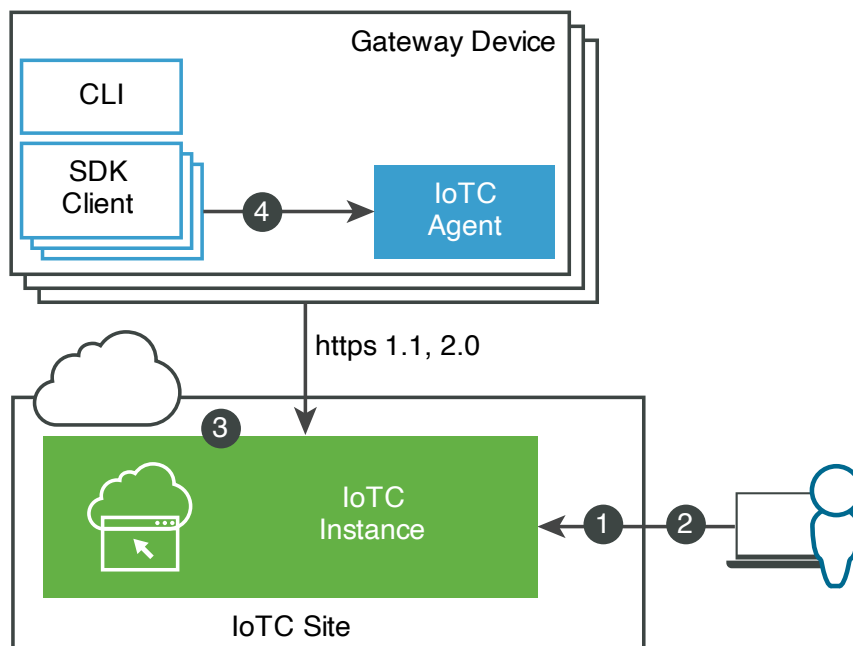 Gateway Device
CLI
SDK
Client
4
IoTC
Agent
https 1.1, 2.0
3
IoTC
Instance
1
2
IoTC Site